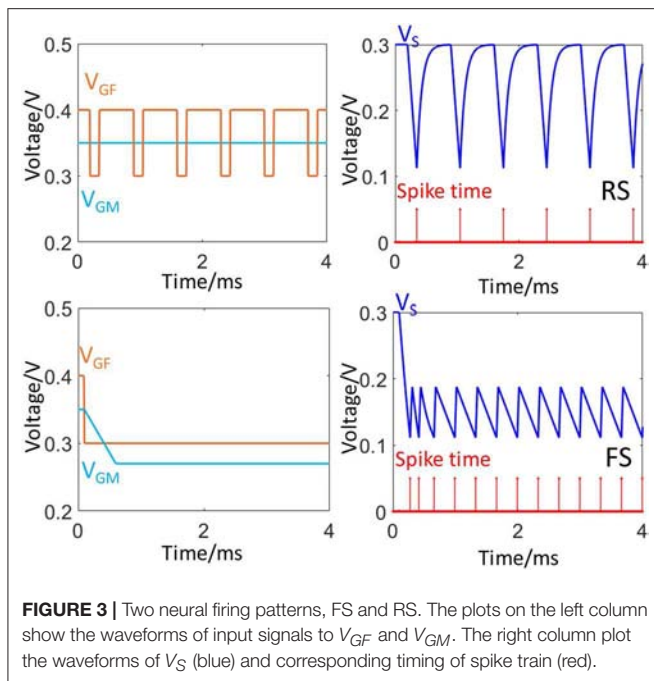 0.5
0.4
0.3
0.2
Voltage/V
V_GF
V_GM
0 2 4
Time/ms
0.3
0.2
0.1
0
Voltage/V
V_S
Spike time
RS
0 2 4
Time/ms
0.5
0.4
0.3
0.2
Voltage/V
V_GF
V_GM
0 2 4
Time/ms
0.3
0.2
0.1
0
Voltage/V
V_S
Spike time
FS
0 2 4
Time/ms
FIGURE 3 | Two neural firing patterns, FS and RS. The plots on the left column
show the waveforms of input signals to V_GF and V_GM. The right column plot
the waveforms of V_S (blue) and corresponding timing of spike train (red).